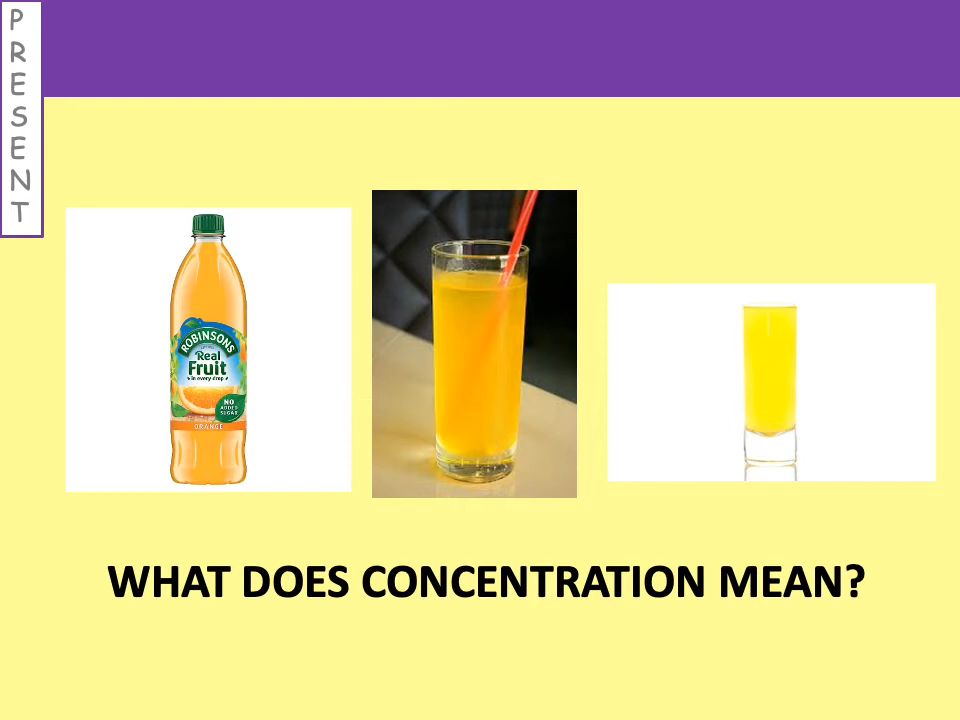 P
R
E
S
E
N
T
ROBINSONS
Real
Fruit
in every drop
NO
ADDED
SUGAR
ORANGE
WHAT DOES CONCENTRATION MEAN?